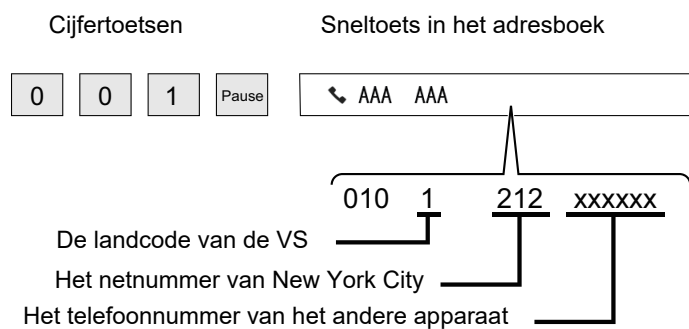 Cijfertoetsen Sneltoets in het adresboek
0 0 1 Pause AAA AAA
010 1 212 xxxxxx
De landcode van de VS
Het netnummer van New York City
Het telefoonnummer van het andere apparaat